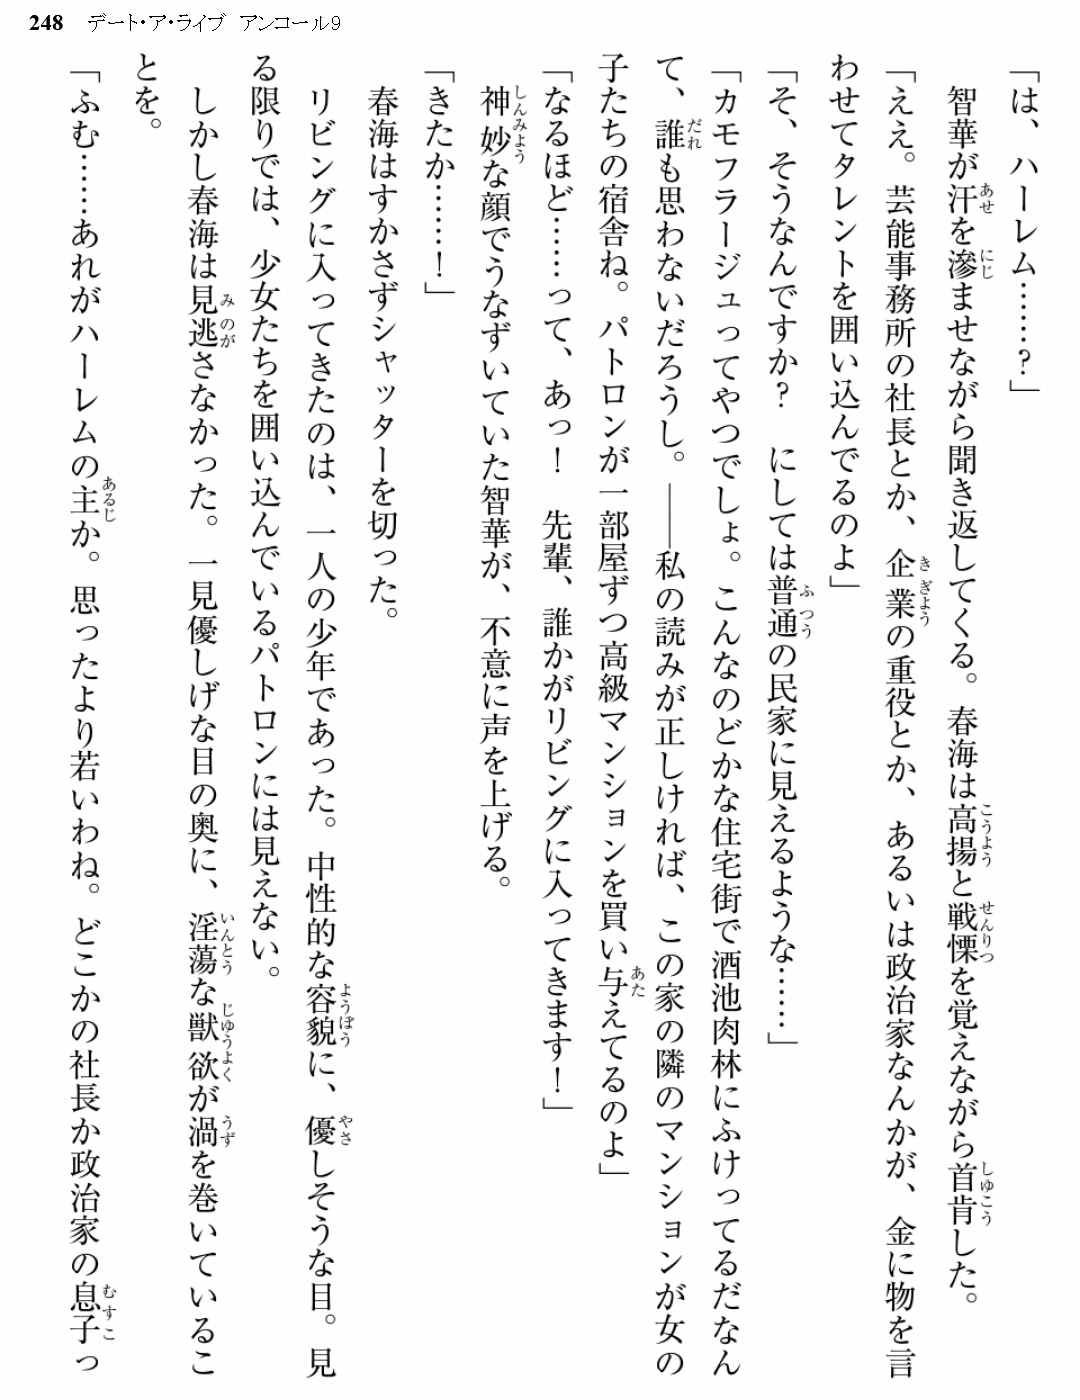 248 デート・ア・ライブ アンコール9
「は、ハーレム……？」
智華が汗を滲ませながら聞き返してくる。春海は高揚と戦慄を覚えながら首肯した。
「ええ。芸能事務所の社長とか、企業の重役とか、あるいは政治家なんかが、金に物を言
わせてタレントを囲い込んでるのよ」
「そ、そうなんですか？　にしては普通の民家に見えるような……」
「カモフラージュってやつでしょ。こんなのどかな住宅街で酒池肉林にふけってるだなん
て、誰も思わないだろうし。――私の読みが正しければ、この家の隣のマンションが女の
子たちの宿舎ね。パトロンが一部屋ずつ高級マンションを買い与えてるのよ」
「なるほど……って、あっ！　先輩、誰かがリビングに入ってきます！」
神妙な顔でうなずいていた智華が、不意に声を上げる。
「きたか……！」
春海はすかさずシャッターを切った。
リビングに入ってきたのは、一人の少年であった。中性的な容貌に、優しそうな目。見
る限りでは、少女たちを囲い込んでいるパトロンには見えない。
しかし春海は見逃さなかった。一見優しげな目の奥に、淫蕩な獣欲が渦を巻いているこ
とを。
「ふむ……あれがハーレムの主か。思ったより若いわね。どこかの社長か政治家の息子っ